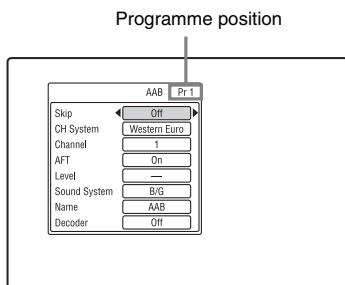 Programme position
AAB Pr 1
Skip Off
CH System Western Euro
Channel 1
AFT On
Level —
Sound System B/G
Name AAB
Decoder Off